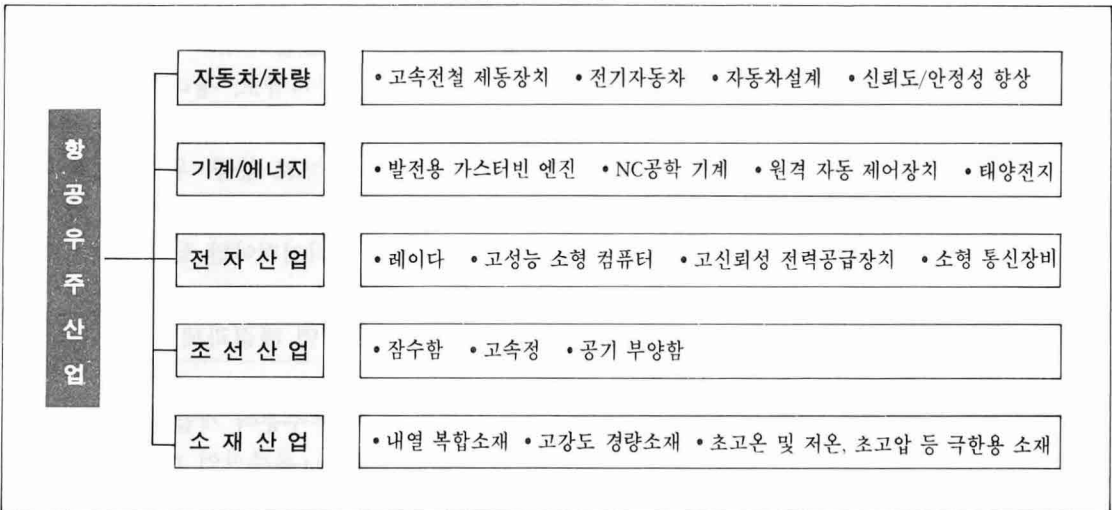 항공우주산업
자동차/차량
• 고속전철 제동장치 • 전기자동차 • 자동차설계 • 신뢰도/안정성 향상
기계/에너지
• 발전용 가스터빈 엔진 • NC공학 기계 • 원격 자동 제어장치 • 태양전지
전 자 산 업
• 레이다 • 고성능 소형 컴퓨터 • 고신뢰성 전력공급장치 • 소형 통신장비
조 선 산 업
• 잠수함 • 고속정 • 공기 부양함
소 재 산 업
• 내열 복합소재 • 고강도 경량소재 • 초고온 및 저온, 초고압 등 극한용 소재